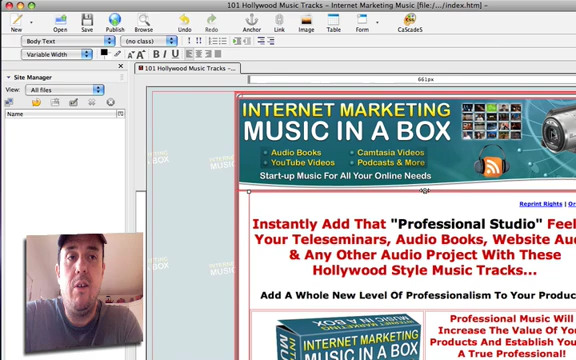 101 Hollywood Music Tracks – Internet Marketing Music [file:/.../index.htm] –
New Open Save Publish Browse Undo Redo Anchor Link Image Table Form CaScadeS
Body Text (no class)
Variable Width B I U
Site Manager
101 Hollywood Music Tracks –...
View: All files
661px
Name
INTERNET MARKETING
MUSIC IN A BOX
Audio Books Camtasia Videos
YouTube Videos Podcasts & More
Start-up Music For All Your Online Needs
Reprint Rights |
Instantly Add That "Professional Studio" Feel
Your Teleseminars, Audio Books, Website Au
& Any Other Audio Project With These
Hollywood Style Music Tracks...
Add A Whole New Level Of Professionalism To Your Produc
Professional Music Will
Increase The Value Of Yo
Products And Establish Yo
A True Professional!
INTERNET MARKETING
MUSIC IN A BOX